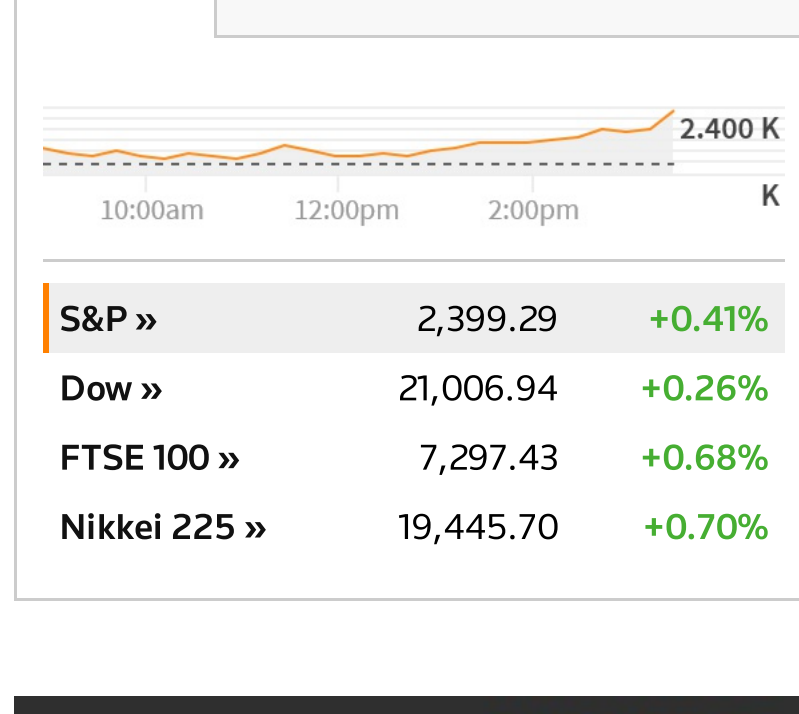 2.400 K
K
10:00am 12:00pm 2:00pm
S&P » 2,399.29 +0.41%
Dow » 21,006.94 +0.26%
FTSE 100 » 7,297.43 +0.68%
Nikkei 225 » 19,445.70 +0.70%